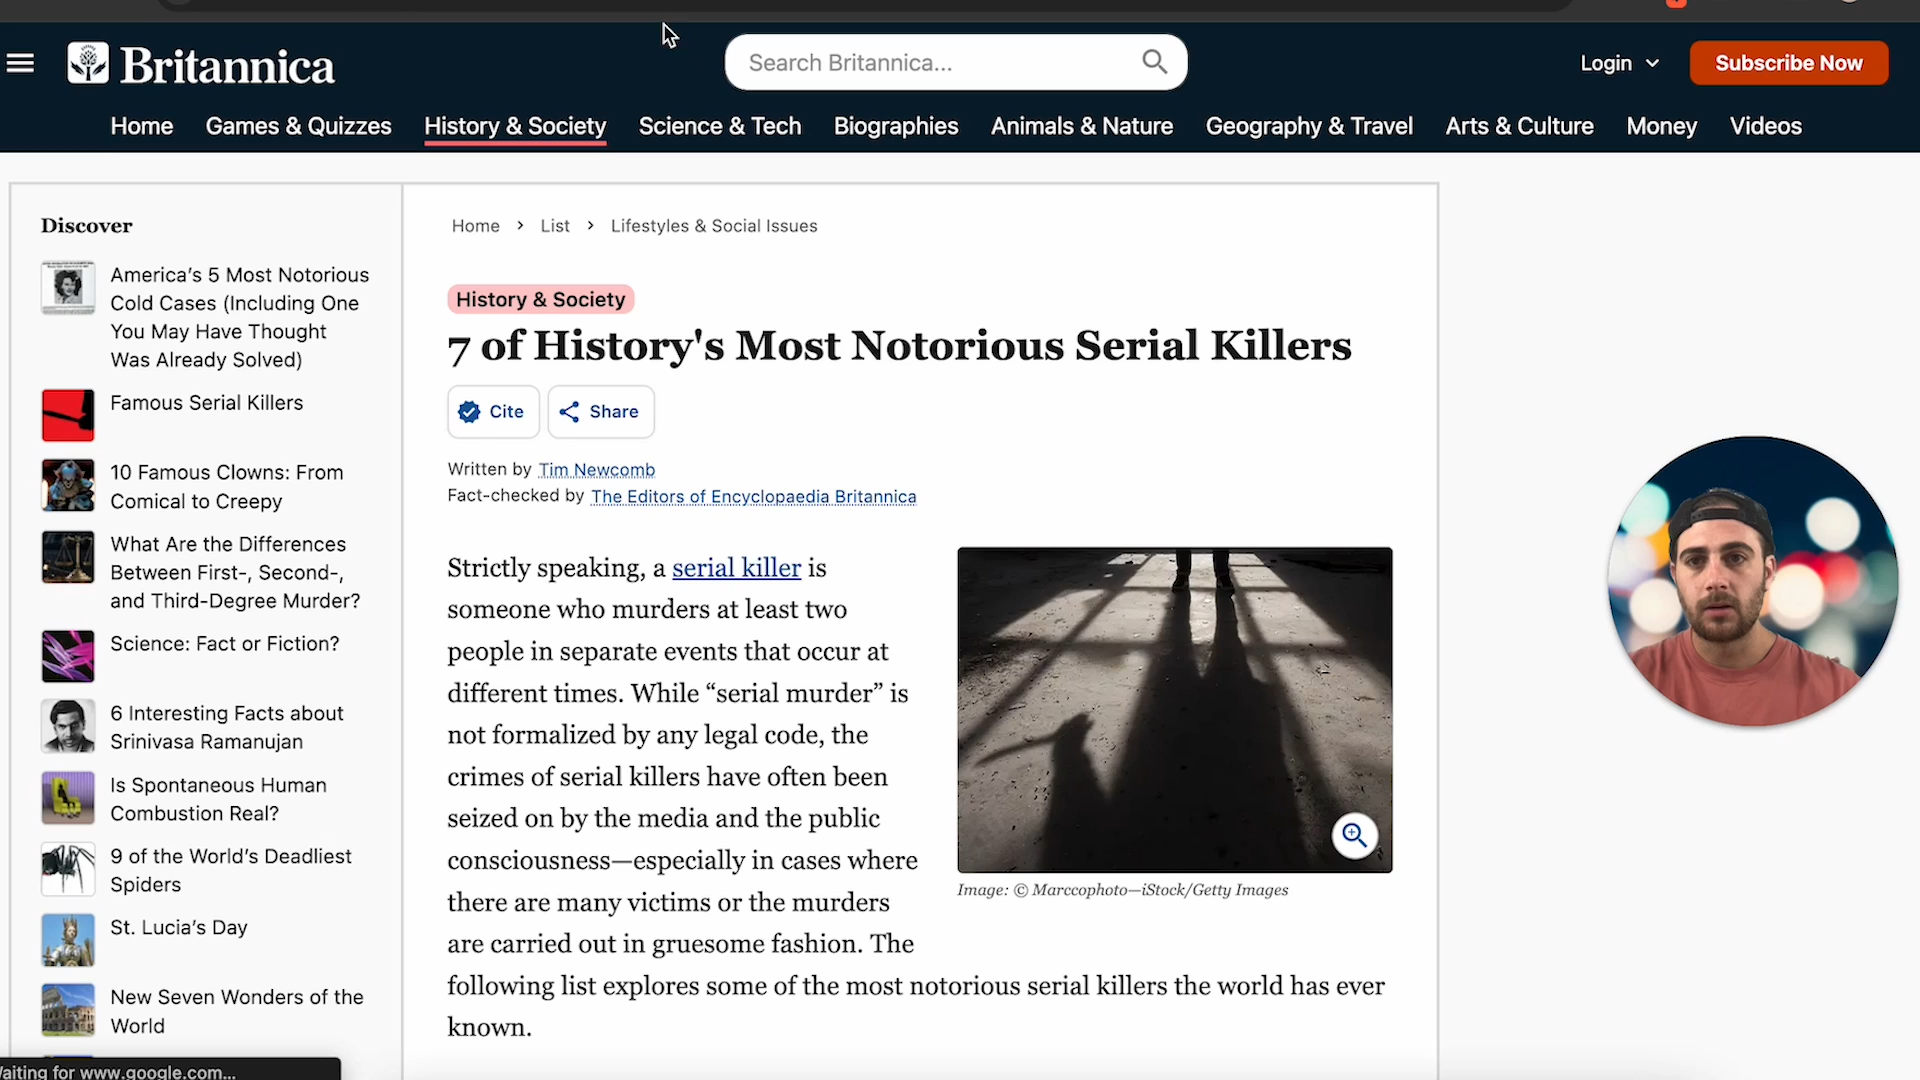 Britannica
Search Britannica...
Login
Subscribe Now
Home
Games & Quizzes
History & Society
Science & Tech
Biographies
Animals & Nature
Geography & Travel
Arts & Culture
Money
Videos
Discover
America's 5 Most Notorious
Cold Cases (Including One
You May Have Thought
Was Already Solved)
Famous Serial Killers
10 Famous Clowns: From
Comical to Creepy
What Are the Differences
Between First-, Second-,
and Third-Degree Murder?
Science: Fact or Fiction?
6 Interesting Facts about
Srinivasa Ramanujan
Is Spontaneous Human
Combustion Real?
9 of the World's Deadliest
Spiders
St. Lucia's Day
New Seven Wonders of the
World
Home > List > Lifestyles & Social Issues
History & Society
7 of History's Most Notorious Serial Killers
Cite
Share
Written by Tim Newcomb
Fact-checked by The Editors of Encyclopaedia Britannica
Strictly speaking, a serial killer is
someone who murders at least two
people in separate events that occur at
different times. While “serial murder” is
not formalized by any legal code, the
crimes of serial killers have often been
seized on by the media and the public
consciousness—especially in cases where
there are many victims or the murders
are carried out in gruesome fashion. The
following list explores some of the most notorious serial killers the world has ever
known.
Image: © Marccophoto—iStock/Getty Images
aiting for www.google.com...